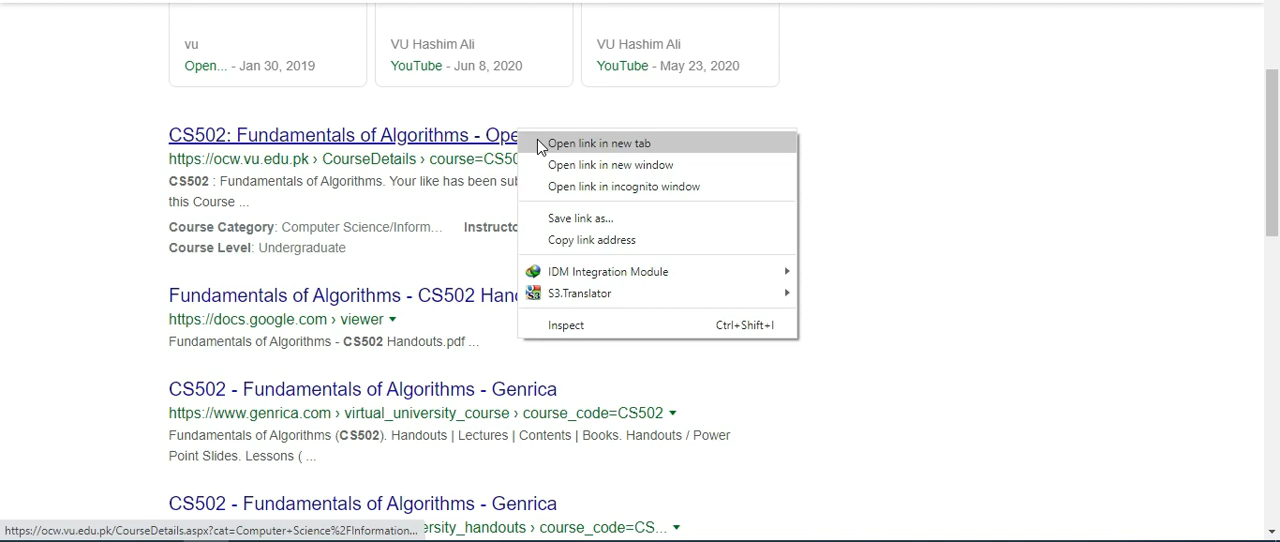 vu
Open... - Jan 30, 2019
VU Hashim Ali
YouTube - Jun 8, 2020
VU Hashim Ali
YouTube - May 23, 2020
CS502: Fundamentals of Algorithms - Ope
https://ocw.vu.edu.pk › CourseDetails › course=CS50
CS502 : Fundamentals of Algorithms. Your like has been sub
this Course ...
Course Category: Computer Science/Inform... Instructo
Course Level: Undergraduate
Open link in new tab
Open link in new window
Open link in incognito window
Save link as...
Copy link address
IDM Integration Module
S3.Translator
Inspect Ctrl+Shift+I
Fundamentals of Algorithms - CS502 Hand
https://docs.google.com › viewer
Fundamentals of Algorithms - CS502 Handouts.pdf ...
CS502 - Fundamentals of Algorithms - Genrica
https://www.genrica.com › virtual_university_course › course_code=CS502
Fundamentals of Algorithms (CS502). Handouts | Lectures | Contents | Books. Handouts / Power
Point Slides. Lessons ( ...
CS502 - Fundamentals of Algorithms - Genrica
ersity_handouts › course_code=CS...
https://ocw.vu.edu.pk/CourseDetails.aspx?cat=Computer+Science%2FInformation...